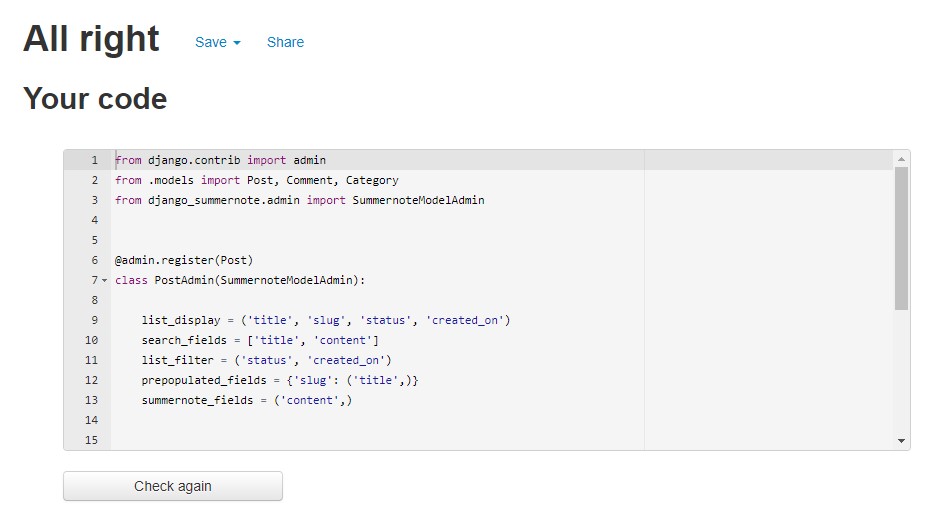 All right Save Share
Your code
1 from django.contrib import admin
2 from .models import Post, Comment, Category
3 from django_summernote.admin import SummernoteModelAdmin
4
5
6 @admin.register(Post)
7 class PostAdmin(SummernoteModelAdmin):
8
9     list_display = ('title', 'slug', 'status', 'created_on')
10     search_fields = ['title', 'content']
11     list_filter = ('status', 'created_on')
12     prepopulated_fields = {'slug': ('title',)}
13     summernote_fields = ('content',)
14
15
Check again